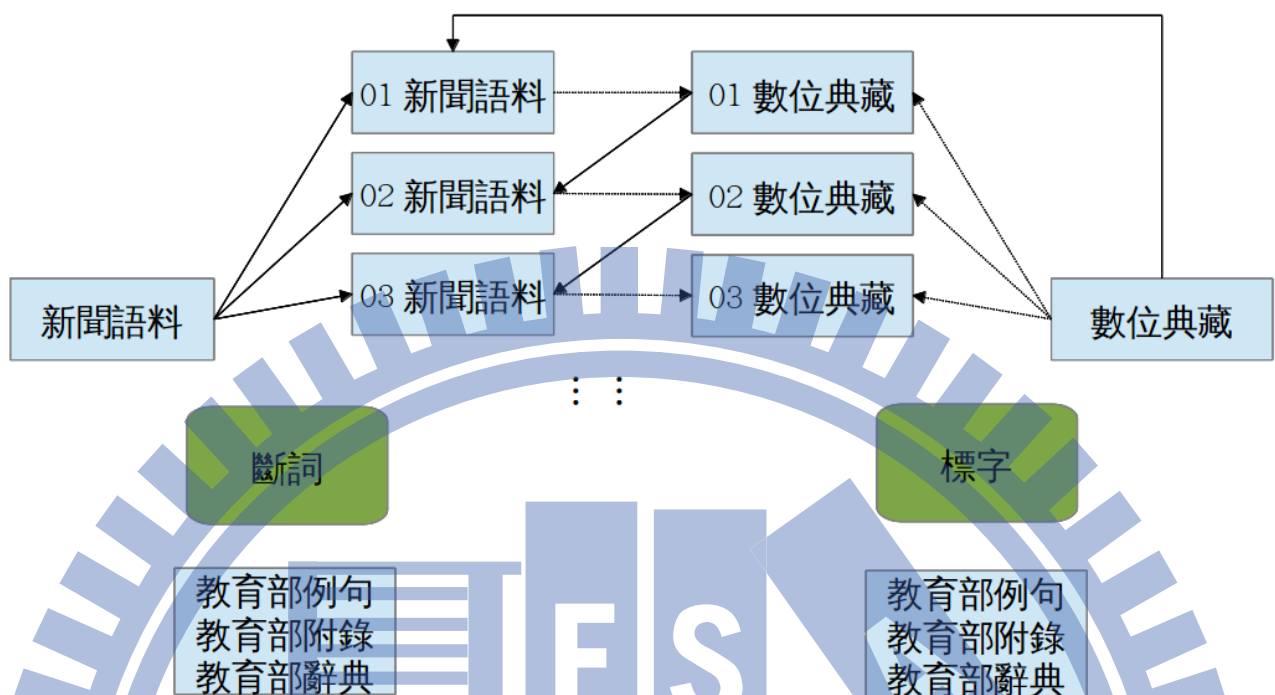 01 新聞語料
01 數位典藏
02 新聞語料
02 數位典藏
03 新聞語料
03 數位典藏
新聞語料
數位典藏
斷詞
標字
教育部例句
教育部附錄
教育部辭典
教育部例句
教育部附錄
教育部辭典
E S